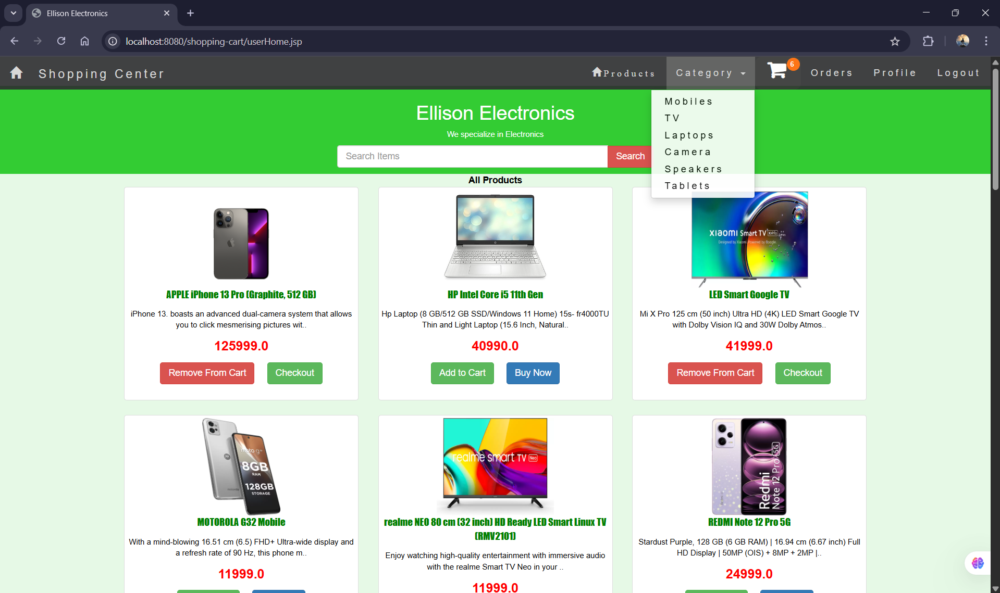 Ellison Electronics
localhost:8080/shopping-cart/userHome.jsp
Shopping Center
Products
Category
6
Orders
Profile
Logout
Mobiles
TV
Laptops
Camera
Speakers
Tablets
Ellison Electronics
We specialize in Electronics
Search Items
Search
All Products
APPLE iPhone 13 Pro (Graphite, 512 GB)
iPhone 13. boasts an advanced dual-camera system that allows
you to click mesmerising pictures wit..
125999.0
Remove From Cart
Checkout
HP Intel Core i5 11th Gen
Hp Laptop (8 GB/512 GB SSD/Windows 11 Home) 15s- fr4000TU
Thin and Light Laptop (15.6 Inch, Natural..
40990.0
Add to Cart
Buy Now
XIAOMI Smart TV X Pro Series
Designed by Xiaomi. Powered by Google.
LED Smart Google TV
Mi X Pro 125 cm (50 inch) Ultra HD (4K) LED Smart Google TV
with Dolby Vision IQ and 30W Dolby Atmos..
41999.0
Remove From Cart
Checkout
moto g32
8GB
RAM
128GB
STORAGE
MOTOROLA G32 Mobile
With a mind-blowing 16.51 cm (6.5) FHD+ Ultra-wide display and
a refresh rate of 90 Hz, this phone m..
11999.0
realme smart TV Neo
realme NEO 80 cm (32 inch) HD Ready LED Smart Linux TV
(RMV2101)
Enjoy watching high-quality entertainment with immersive audio
with the realme Smart TV Neo in your ..
11999.0
Redmi
Note 12 Pro 5G
REDMI Note 12 Pro 5G
Stardust Purple, 128 GB (6 GB RAM) | 16.94 cm (6.67 inch) Full
HD Display | 50MP (OIS) + 8MP + 2MP |..
24999.0